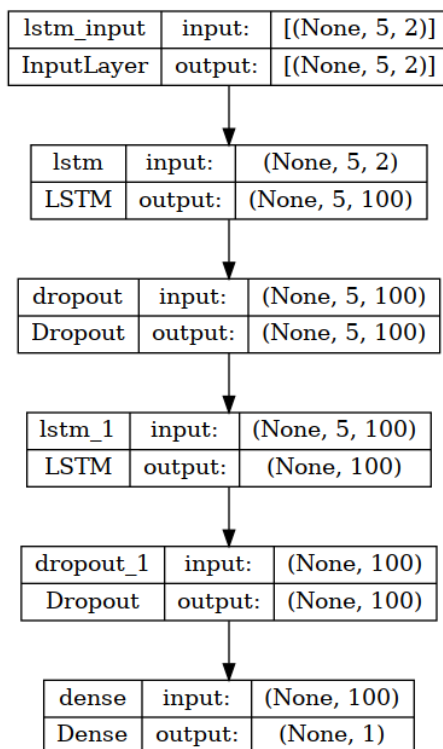 lstm_input input: [(None, 5, 2)]
InputLayer output: [(None, 5, 2)]
lstm input: (None, 5, 2)
LSTM output: (None, 5, 100)
dropout input: (None, 5, 100)
Dropout output: (None, 5, 100)
lstm_1 input: (None, 5, 100)
LSTM output: (None, 100)
dropout_1 input: (None, 100)
Dropout output: (None, 100)
dense input: (None, 100)
Dense output: (None, 1)